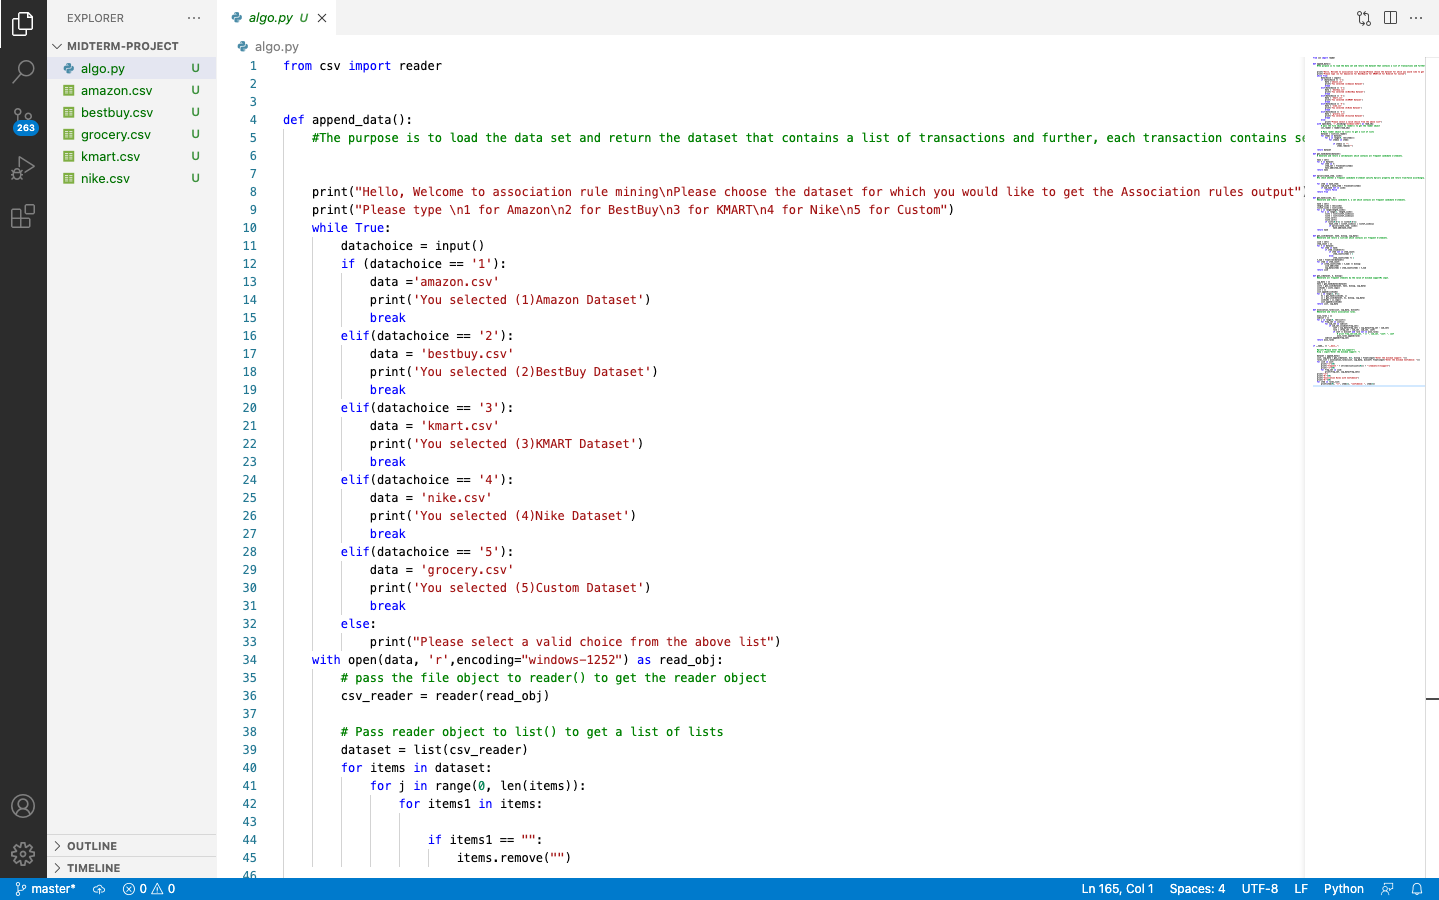 EXPLORER
MIDTERM-PROJECT
algo.py U
amazon.csv U
bestbuy.csv U
grocery.csv U
kmart.csv U
nike.csv U
263
OUTLINE
TIMELINE
algo.py U
algo.py
1 from csv import reader
2
3
4 def append_data():
5 #The purpose is to load the data set and return the dataset that contains a list of transactions and further, each transaction contains se
6
7
8 print("Hello, Welcome to association rule mining\nPlease choose the dataset for which you would like to get the Association rules output"
9 print("Please type \n1 for Amazon\n2 for BestBuy\n3 for KMART\n4 for Nike\n5 for Custom")
10 while True:
11 datachoice = input()
12 if (datachoice == '1'):
13 data ='amazon.csv'
14 print('You selected (1)Amazon Dataset')
15 break
16 elif(datachoice == '2'):
17 data = 'bestbuy.csv'
18 print('You selected (2)BestBuy Dataset')
19 break
20 elif(datachoice == '3'):
21 data = 'kmart.csv'
22 print('You selected (3)KMART Dataset')
23 break
24 elif(datachoice == '4'):
25 data = 'nike.csv'
26 print('You selected (4)Nike Dataset')
27 break
28 elif(datachoice == '5'):
29 data = 'grocery.csv'
30 print('You selected (5)Custom Dataset')
31 break
32 else:
33 print("Please select a valid choice from the above list")
34 with open(data, 'r',encoding="windows-1252") as read_obj:
35 # pass the file object to reader() to get the reader object
36 csv_reader = reader(read_obj)
37
38 # Pass reader object to list() to get a list of lists
39 dataset = list(csv_reader)
40 for items in dataset:
41 for j in range(0, len(items)):
42 for items1 in items:
43
44 if items1 == "":
45 items.remove("")
46
master* 0 0
Ln 165, Col 1 Spaces: 4 UTF-8 LF Python